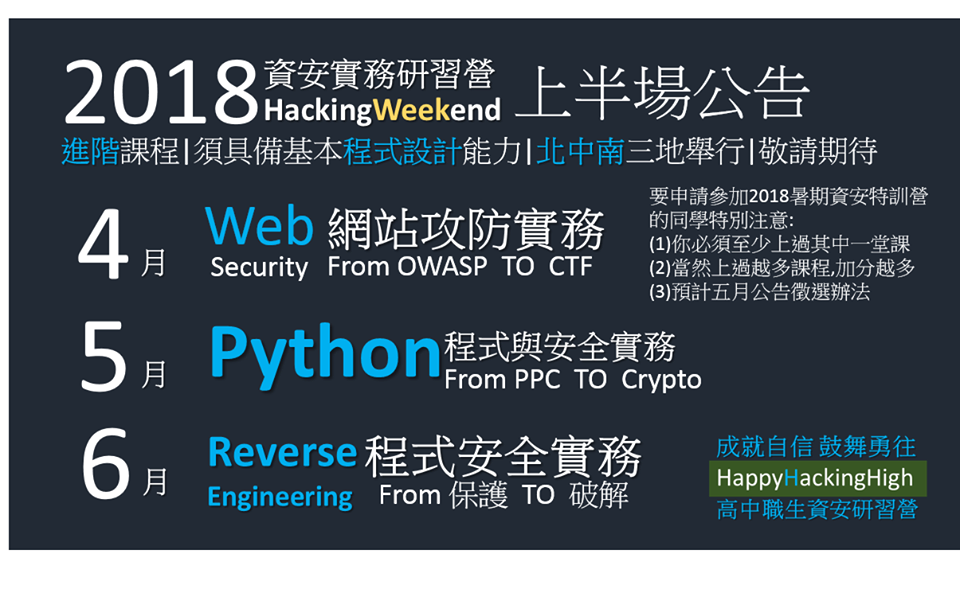 2018 資安實務研習營 上半場公告
HackingWeekend
進階課程|須具備基本程式設計能力|北中南三地舉行|敬請期待
要申請參加2018暑期資安特訓營
的同學特別注意:
(1)你必須至少上過其中一堂課
(2)當然上過越多課程,加分越多
(3)預計五月公告徵選辦法
4月 Web 網站攻防實務
Security From OWASP TO CTF
5月 Python 程式與安全實務
From PPC TO Crypto
6月 Reverse 程式安全實務
Engineering From 保護 TO 破解
成就自信 鼓舞勇往
HappyHackingHigh
高中職生資安研習營